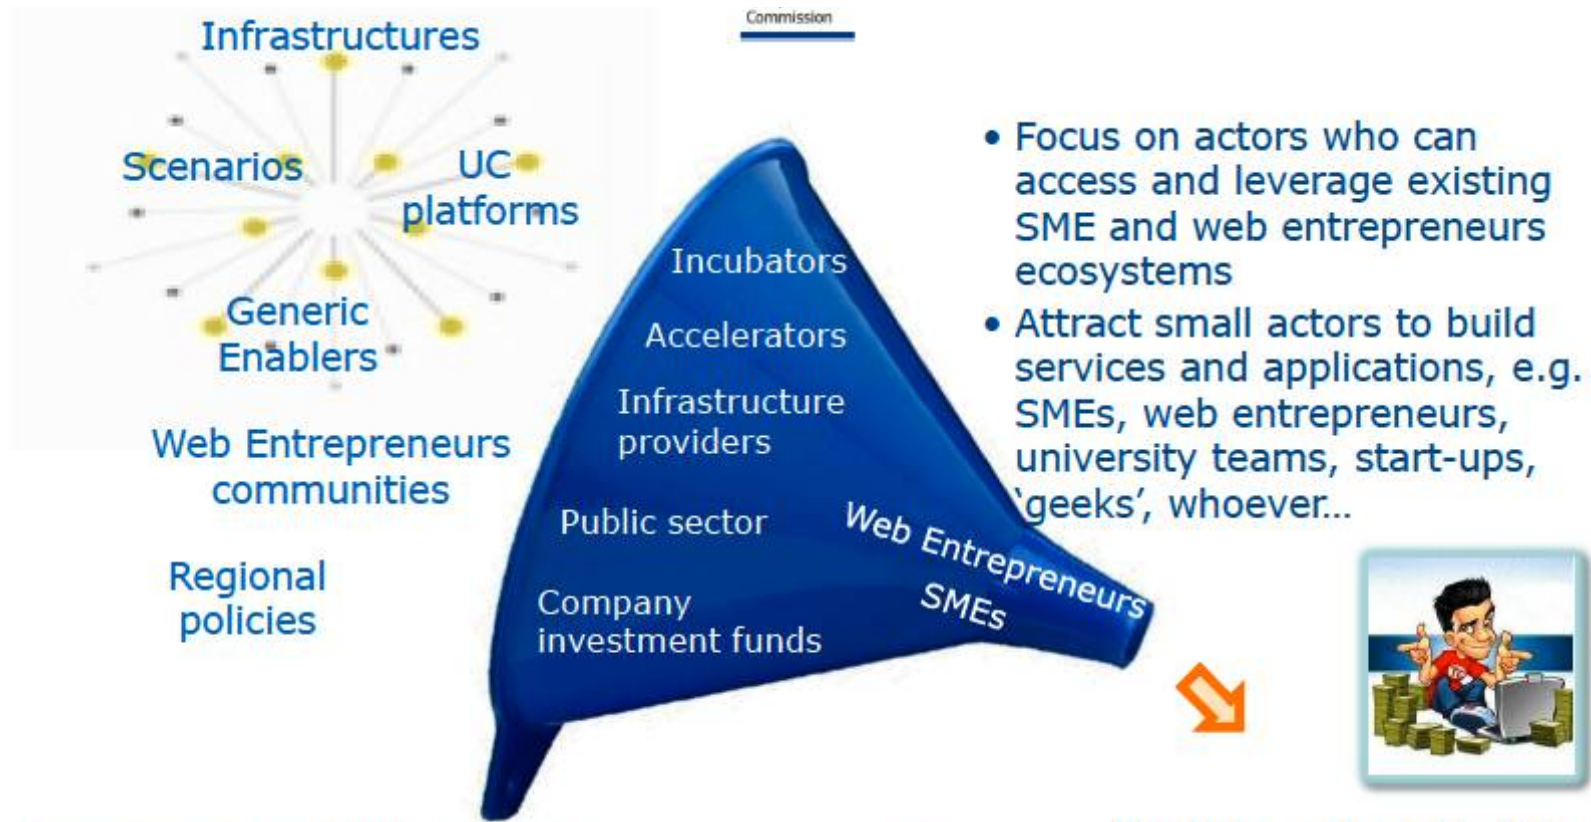 Commission
Infrastructures
Scenarios
UC
platforms
Generic
Enablers
Web Entrepreneurs
communities
Regional
policies
Incubators
Accelerators
Infrastructure
providers
Public sector
Company
investment funds
Web Entrepreneurs
SMEs
• Focus on actors who can
access and leverage existing
SME and web entrepreneurs
ecosystems
• Attract small actors to build
services and applications, e.g.
SMEs, web entrepreneurs,
university teams, start-ups,
‘geeks’, whoever…